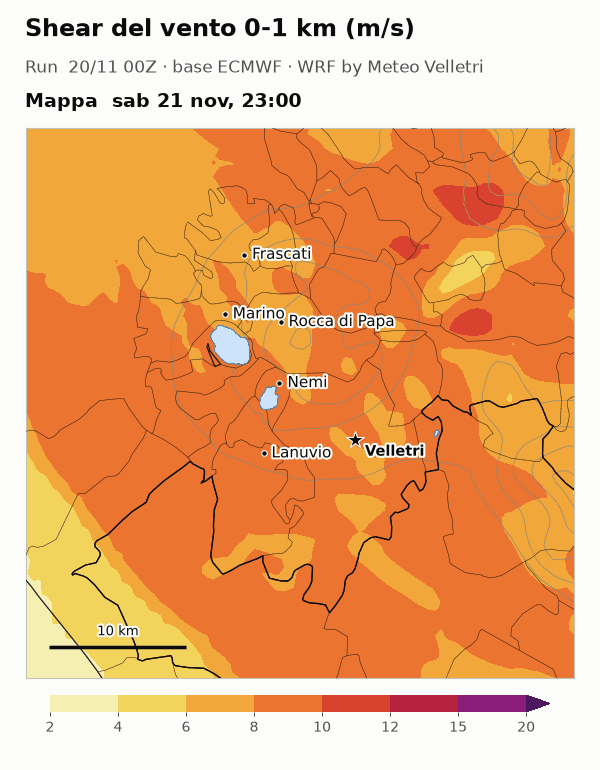 Shear del vento 0-1 km (m/s)
Run  20/11 00Z · base ECMWF · WRF by Meteo Velletri
Mappa  sab 21 nov, 23:00
Frascati
Marino
Rocca di Papa
Nemi
Velletri
Lanuvio
10 km
2 4 6 8 10 12 15 20